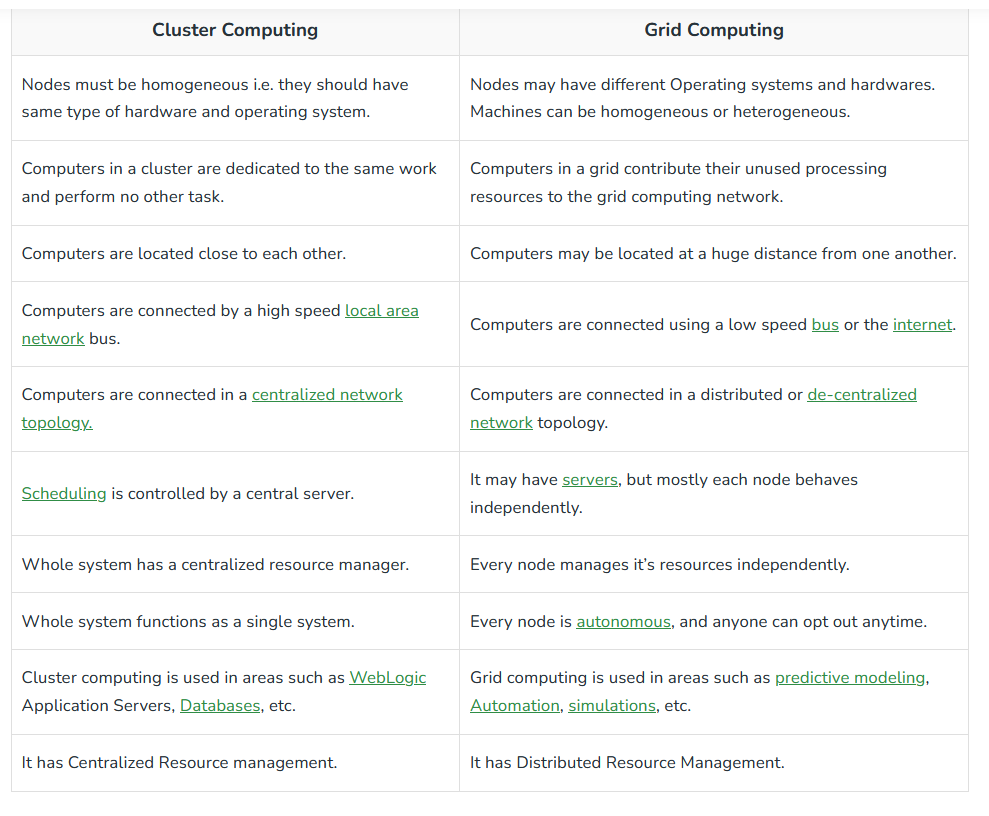 Cluster Computing
Grid Computing
Nodes must be homogeneous i.e. they should have
same type of hardware and operating system.
Nodes may have different Operating systems and hardwares.
Machines can be homogeneous or heterogeneous.
Computers in a cluster are dedicated to the same work
and perform no other task.
Computers in a grid contribute their unused processing
resources to the grid computing network.
Computers are located close to each other.
Computers may be located at a huge distance from one another.
Computers are connected by a high speed local area
network bus.
Computers are connected using a low speed bus or the internet.
Computers are connected in a centralized network
topology.
Computers are connected in a distributed or de-centralized
network topology.
Scheduling is controlled by a central server.
It may have servers, but mostly each node behaves
independently.
Whole system has a centralized resource manager.
Every node manages it’s resources independently.
Whole system functions as a single system.
Every node is autonomous, and anyone can opt out anytime.
Cluster computing is used in areas such as WebLogic
Application Servers, Databases, etc.
Grid computing is used in areas such as predictive modeling,
Automation, simulations, etc.
It has Centralized Resource management.
It has Distributed Resource Management.